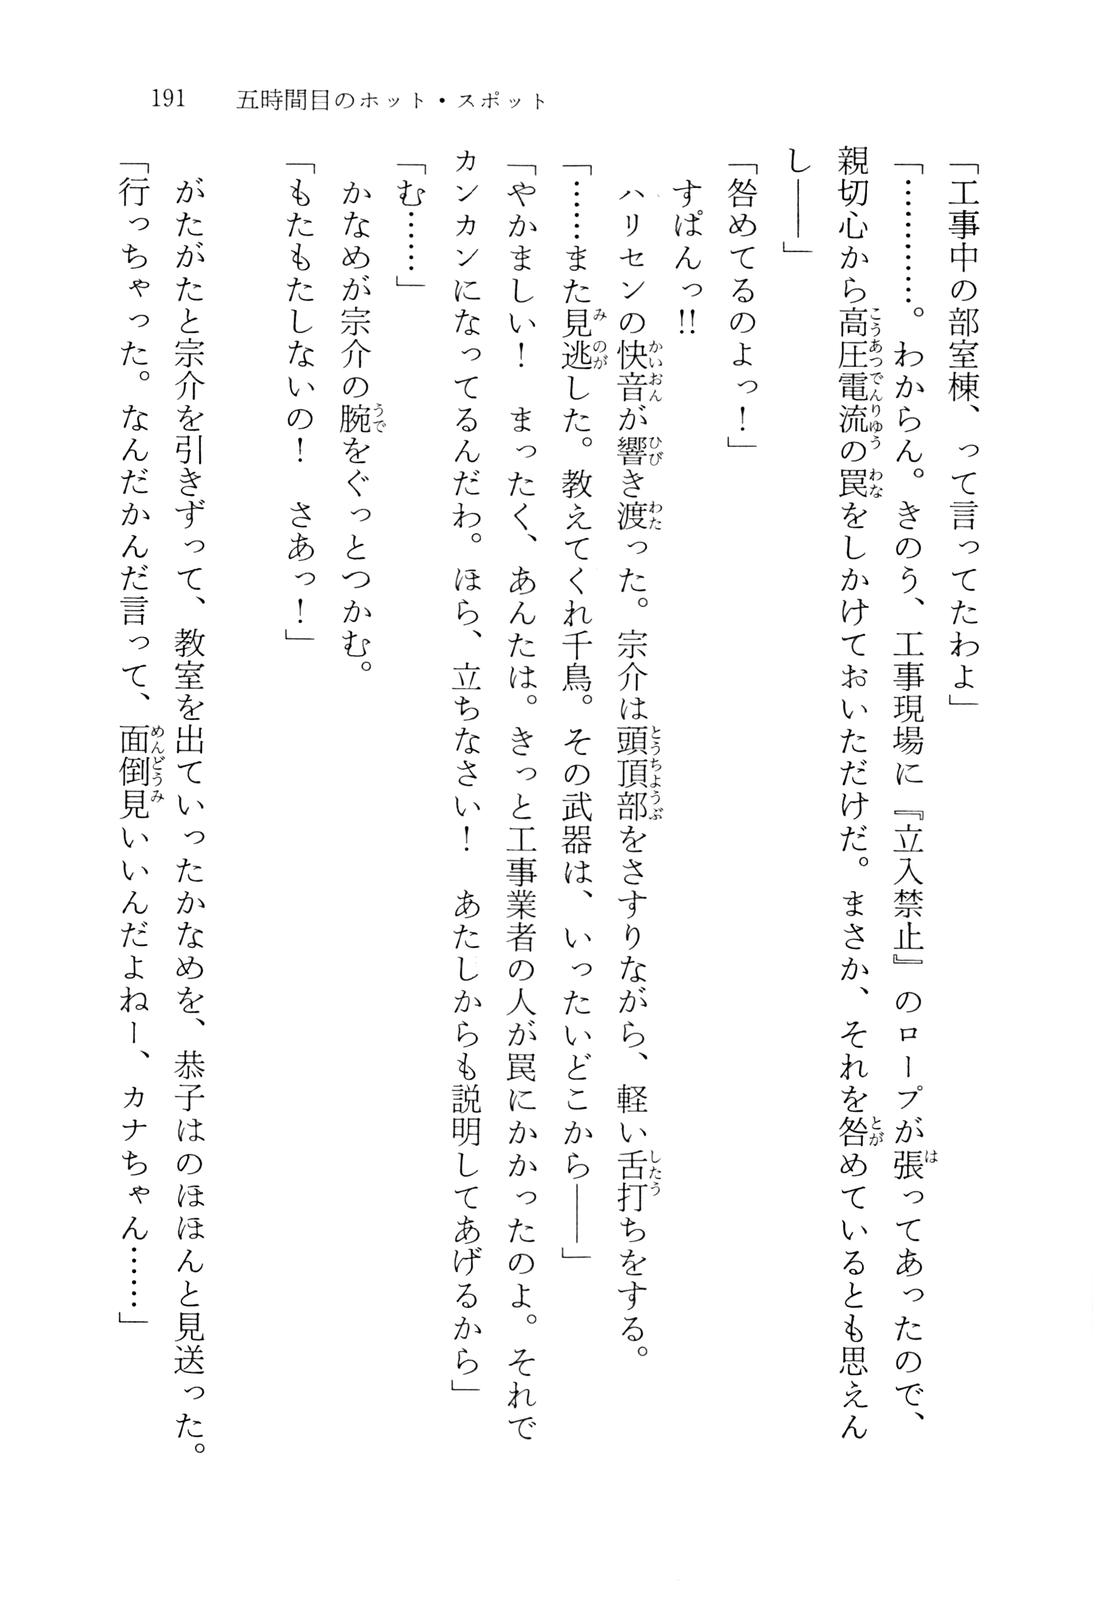 191　五時間目のホット・スポット
「工事中の部室棟、って言ってたわよ」
「…………。わからん。きのう、工事現場に『立入禁止』のロープが張ってあったので、
親切心から高圧電流の罠をしかけておいただけだ。まさか、それを咎めているとも思えん
し――」
「咎めてるのよっ！」
すぱんっ!!
　ハリセンの快音が響き渡った。宗介は頭頂部をさすりながら、軽い舌打ちをする。
「……また見逃した。教えてくれ千鳥。その武器は、いったいどこから――」
「やかましい！　まったく、あんたは。きっと工事業者の人が罠にかかったのよ。それで
カンカンになってるんだわ。ほら、立ちなさい！　あたしからも説明してあげるから」
「む……」
　かなめが宗介の腕をぐっとつかむ。
「もたもたしないの！　さあっ！」
　がたがたと宗介を引きずって、教室を出ていったかなめを、恭子はのほほんと見送った。
「行っちゃった。なんだかんだ言って、面倒見いいんだよねー、カナちゃん……」